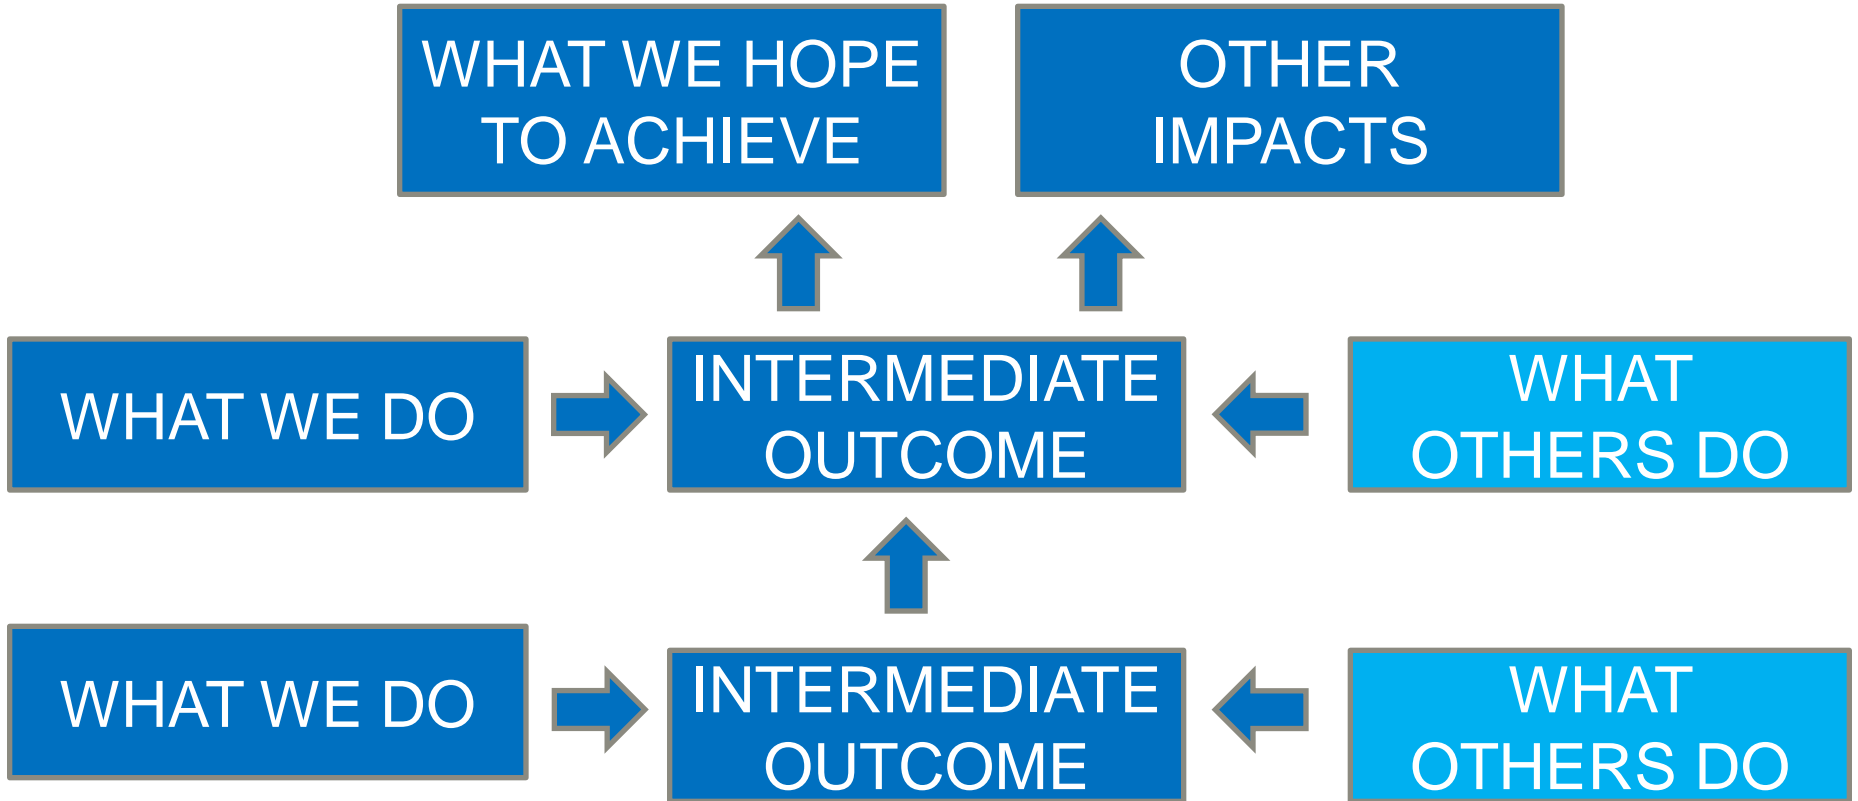 WHAT WE HOPE
TO ACHIEVE
OTHER
IMPACTS
WHAT WE DO
INTERMEDIATE
OUTCOME
WHAT
OTHERS DO
WHAT WE DO
INTERMEDIATE
OUTCOME
WHAT
OTHERS DO